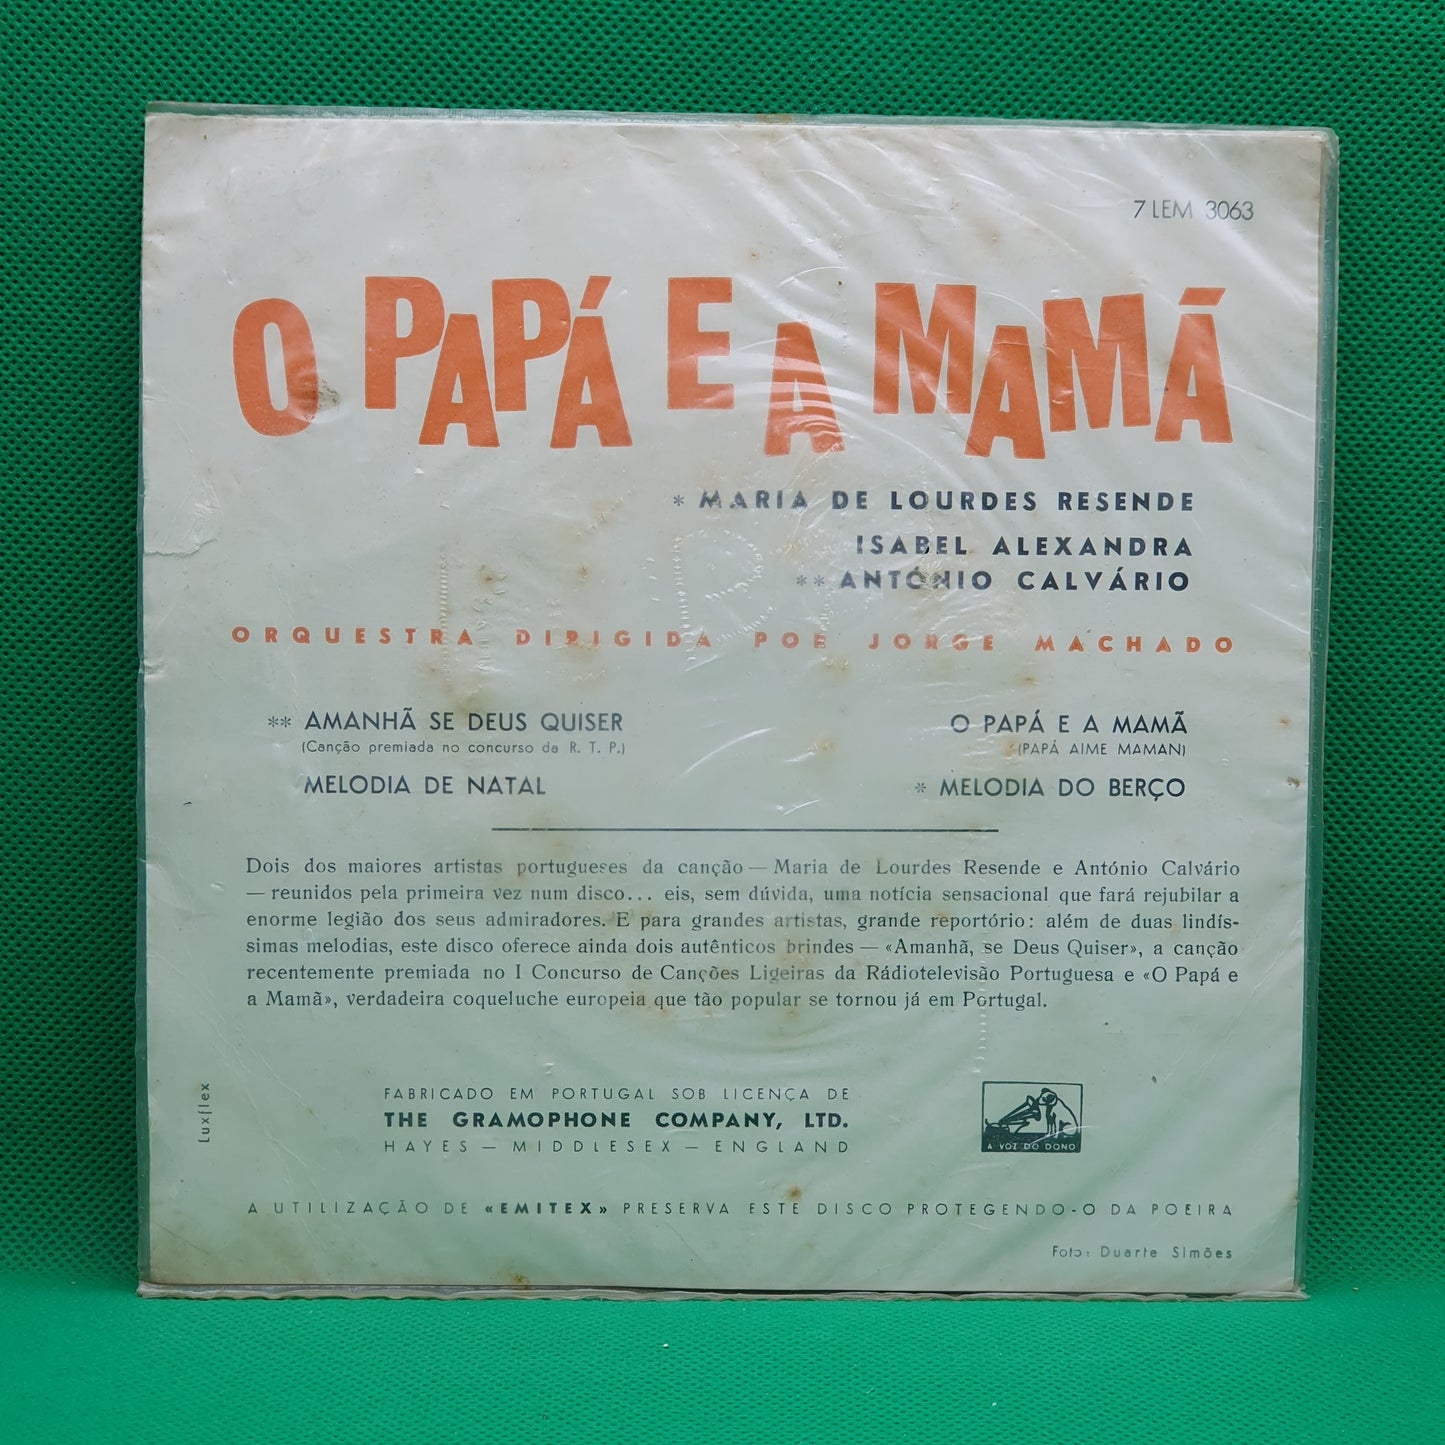 7 LEM 3063
O PAPÁ E A MAMÃ
* MARIA DE LOURDES RESENDE
ISABEL ALEXANDRA
** ANTÓNIO CALVÁRIO
ORQUESTRA DIRIGIDA POR JORGE MACHADO
** AMANHÃ SE DEUS QUISER
(Canção premiada no concurso da R. T. P.)
MELODIA DE NATAL
O PAPÁ E A MAMÃ
(PAPÁ AIME MAMAN)
* MELODIA DO BERÇO
Dois dos maiores artistas portugueses da canção — Maria de Lourdes Resende e António Calvário
— reunidos pela primeira vez num disco... eis, sem dúvida, uma notícia sensacional que fará rejubilar a
enorme legião dos seus admiradores. E para grandes artistas, grande reportório: além de duas lindís-
simas melodias, este disco oferece ainda dois autênticos brindes — «Amanhã, se Deus Quiser», a canção
recentemente premiada no I Concurso de Canções Ligeiras da Rádiotelevisão Portuguesa e «O Papá e
a Mamã», verdadeira coqueluche europeia que tão popular se tornou já em Portugal.
Luxflex
FABRICADO EM PORTUGAL SOB LICENÇA DE
THE GRAMOPHONE COMPANY, LTD.
HAYES — MIDDLESEX — ENGLAND
A VOZ DO DONO
A UTILIZAÇÃO DE «EMITEX» PRESERVA ESTE DISCO PROTEGENDO-O DA POEIRA
Foto: Duarte Simões